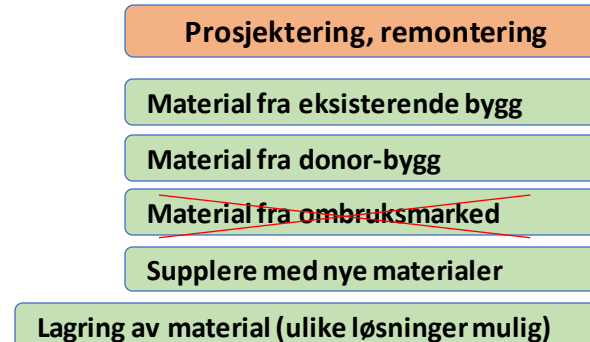 Prosjektering, remontering
Material fra eksisterende bygg
Material fra donor-bygg
Material fra ombruksmarked
Supplere med nye materialer
Lagring av material (ulike løsninger mulig)